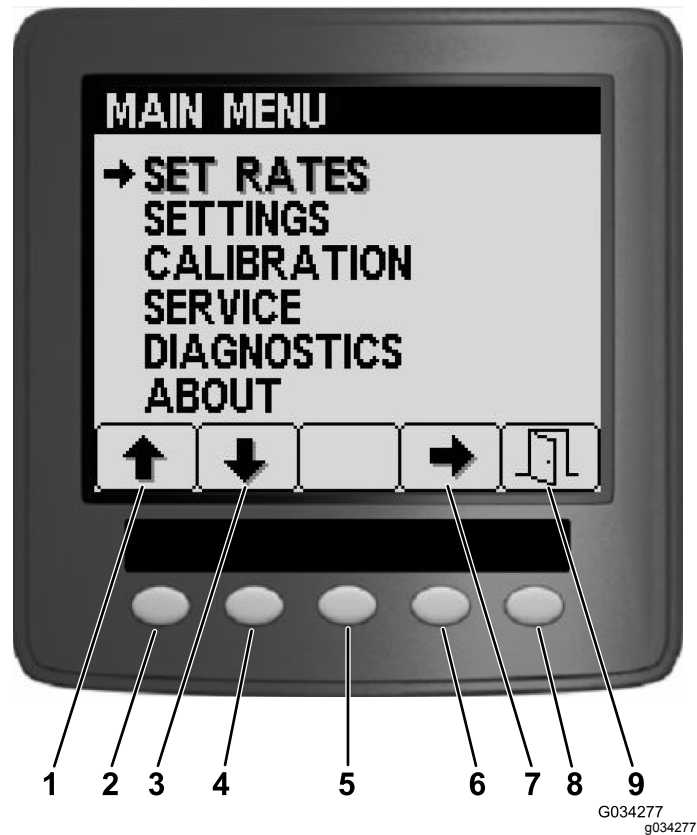 MAIN MENU
SET RATES
SETTINGS
CALIBRATION
SERVICE
DIAGNOSTICS
ABOUT
1 2 3 4 5 6 7 8 9
G034277
g034277